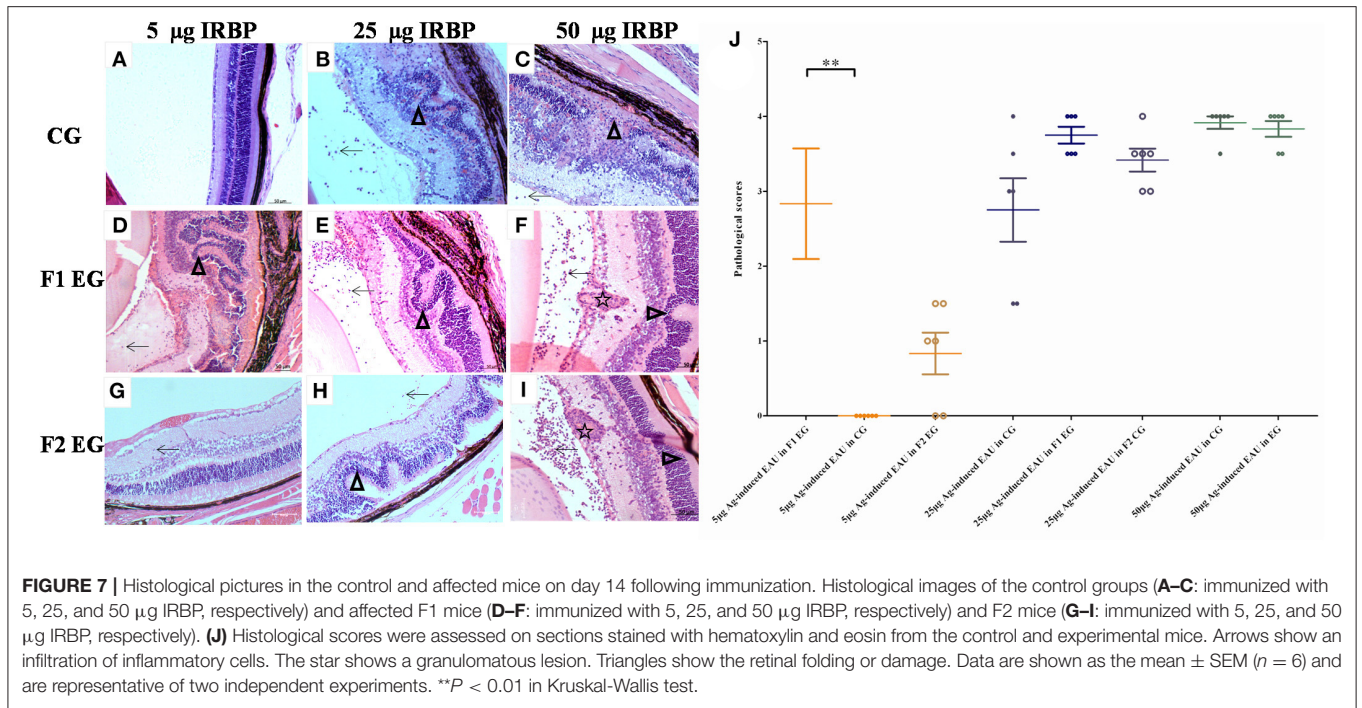 5 μg IRBP 25 μg IRBP 50 μg IRBP
CG
F1 EG
F2 EG
A
B
C
D
E
F
G
H
I
J
**
Pathological scores
5
4
3
2
1
0
5μg Ag-induced EAU in F1 EG
5μg Ag-induced EAU in CG
5μg Ag-induced EAU in F2 EG
25μg Ag-induced EAU in CG
25μg Ag-induced EAU in F1 EG
25μg Ag-induced EAU in F2 CG
50μg Ag-induced EAU in CG
50μg Ag-induced EAU in EG
FIGURE 7 | Histological pictures in the control and affected mice on day 14 following immunization. Histological images of the control groups (A–C: immunized with
5, 25, and 50 μg IRBP, respectively) and affected F1 mice (D–F: immunized with 5, 25, and 50 μg IRBP, respectively) and F2 mice (G–I: immunized with 5, 25, and 50
μg IRBP, respectively). (J) Histological scores were assessed on sections stained with hematoxylin and eosin from the control and experimental mice. Arrows show an
infiltration of inflammatory cells. The star shows a granulomatous lesion. Triangles show the retinal folding or damage. Data are shown as the mean ± SEM (n = 6) and
are representative of two independent experiments. **P < 0.01 in Kruskal-Wallis test.